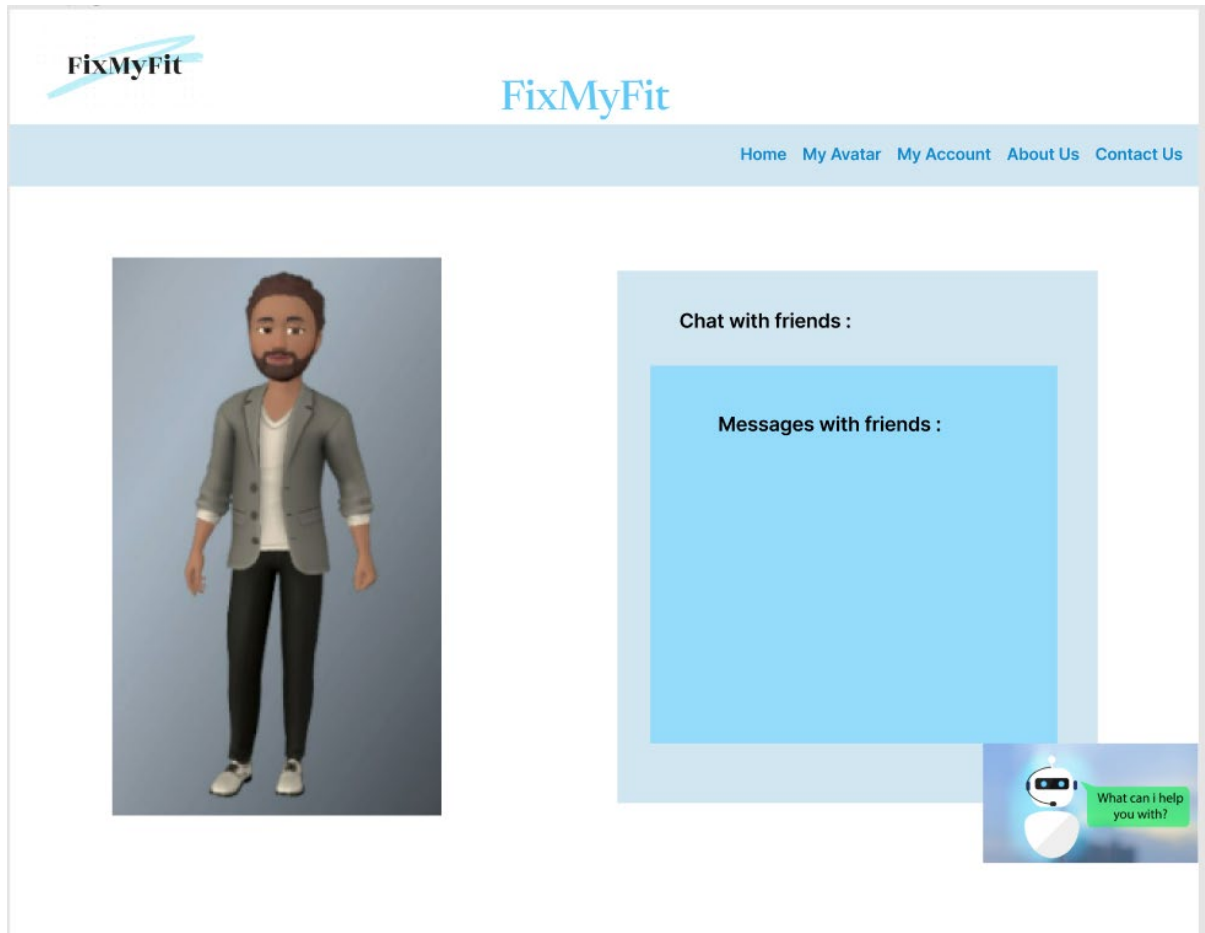 FixMyFit
FixMyFit
Home My Avatar My Account About Us Contact Us
Chat with friends :
Messages with friends :
What can i help
you with?